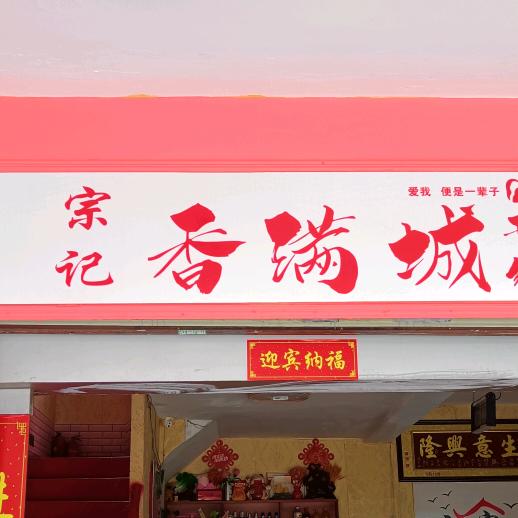 爱我 便是一辈子
宗记
香满城
迎宾纳福
生意興隆